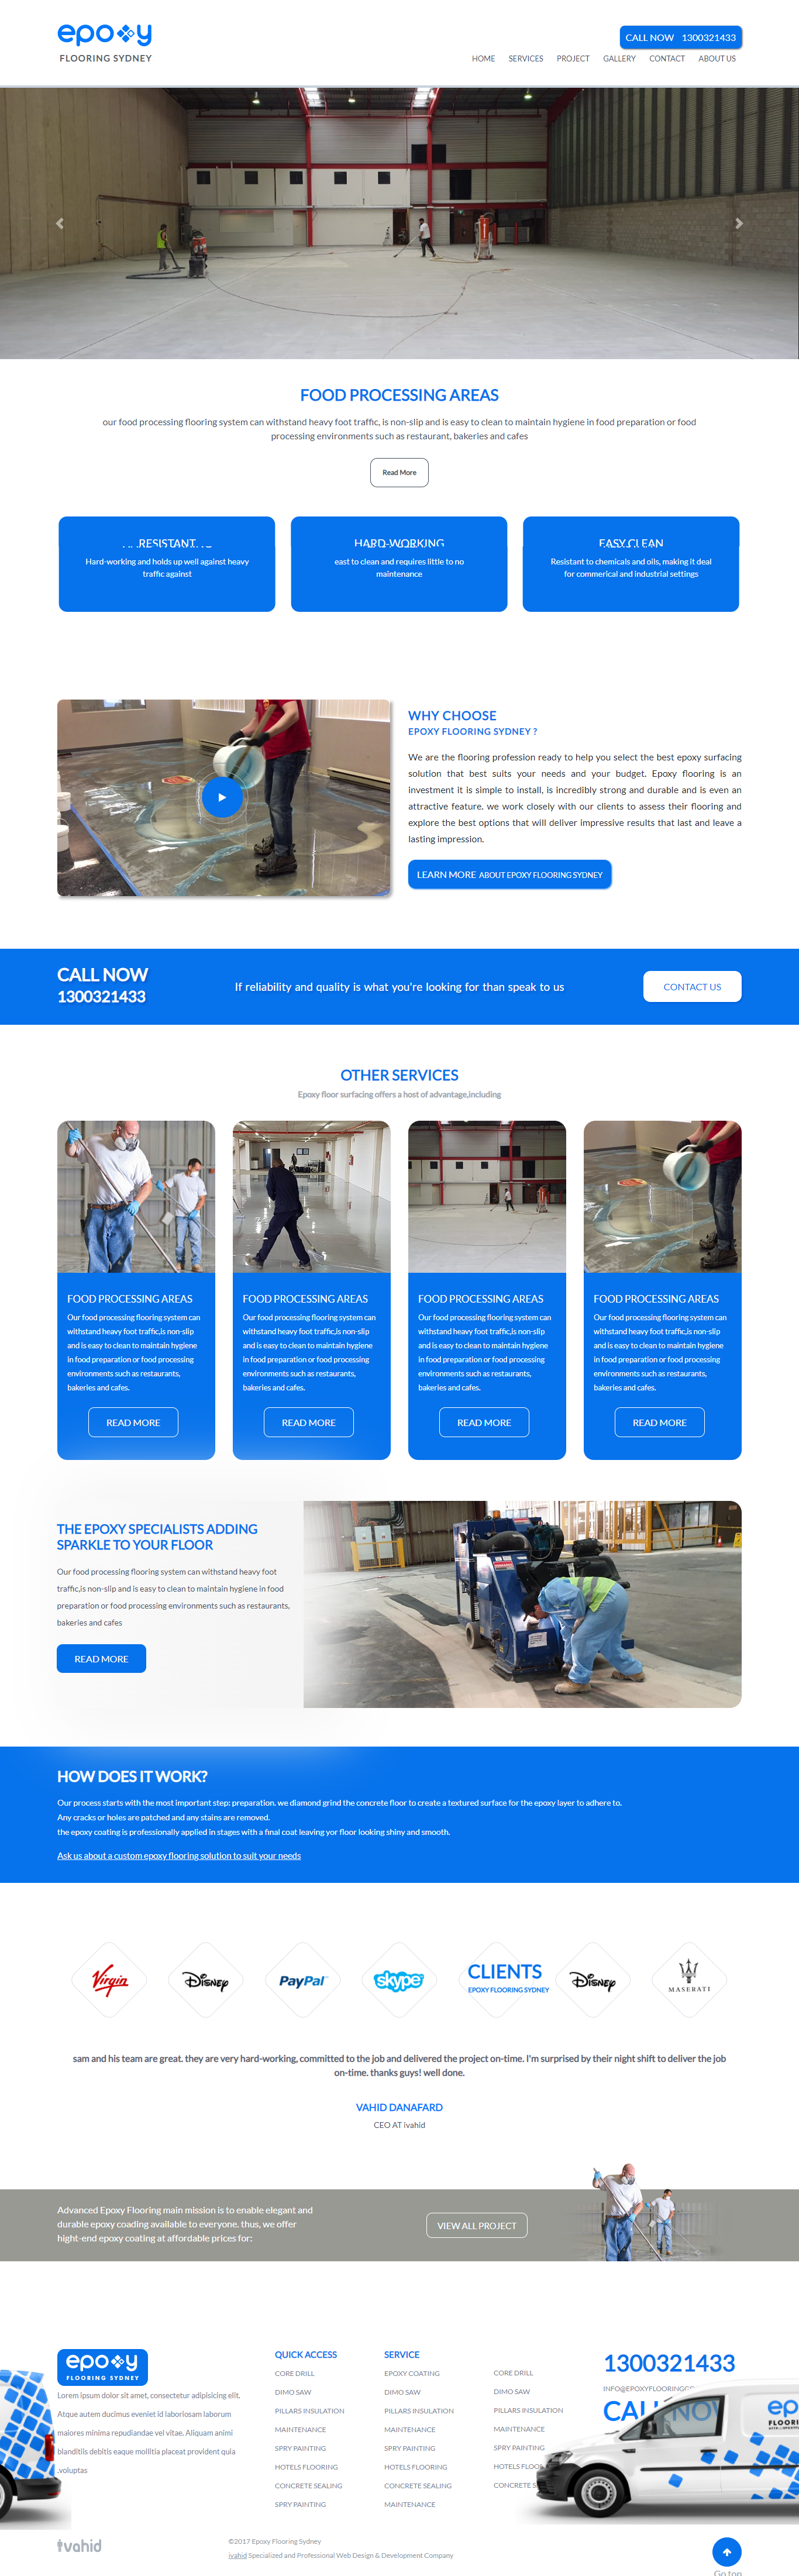 epoxy
FLOORING SYDNEY
CALL NOW 1300321433
HOME SERVICES PROJECT GALLERY CONTACT ABOUT US
FOOD PROCESSING AREAS
our food processing flooring system can withstand heavy foot traffic, is non-slip and is easy to clean to maintain hygiene in food preparation or food
processing environments such as restaurant, bakeries and cafes
Read More
RESISTANT
Hard-working and holds up well against heavy
traffic against
HARD-WORKING
east to clean and requires little to no
maintenance
EASY CLEAN
Resistant to chemicals and oils, making it deal
for commerical and industrial settings
WHY CHOOSE
EPOXY FLOORING SYDNEY ?
We are the flooring profession ready to help you select the best epoxy surfacing
solution that best suits your needs and your budget. Epoxy flooring is an
investment it is simple to install, is incredibly strong and durable and is even an
attractive feature. we work closely with our clients to assess their flooring and
explore the best options that will deliver impressive results that last and leave a
lasting impression.
LEARN MORE ABOUT EPOXY FLOORING SYDNEY
CALL NOW
1300321433
If reliability and quality is what you're looking for than speak to us
CONTACT US
OTHER SERVICES
Epoxy floor surfacing offers a host of advantage,including
FOOD PROCESSING AREAS
Our food processing flooring system can
withstand heavy foot traffic,is non-slip
and is easy to clean to maintain hygiene
in food preparation or food processing
environments such as restaurants,
bakeries and cafes.
READ MORE
FOOD PROCESSING AREAS
Our food processing flooring system can
withstand heavy foot traffic,is non-slip
and is easy to clean to maintain hygiene
in food preparation or food processing
environments such as restaurants,
bakeries and cafes.
READ MORE
FOOD PROCESSING AREAS
Our food processing flooring system can
withstand heavy foot traffic,is non-slip
and is easy to clean to maintain hygiene
in food preparation or food processing
environments such as restaurants,
bakeries and cafes.
READ MORE
FOOD PROCESSING AREAS
Our food processing flooring system can
withstand heavy foot traffic,is non-slip
and is easy to clean to maintain hygiene
in food preparation or food processing
environments such as restaurants,
bakeries and cafes.
READ MORE
THE EPOXY SPECIALISTS ADDING
SPARKLE TO YOUR FLOOR
Our food processing flooring system can withstand heavy foot
traffic,is non-slip and is easy to clean to maintain hygiene in food
preparation or food processing environments such as restaurants,
bakeries and cafes
READ MORE
HOW DOES IT WORK?
Our process starts with the most important step: preparation. we diamond grind the concrete floor to create a textured surface for the epoxy layer to adhere to.
Any cracks or holes are patched and any stains are removed.
the epoxy coating is professionally applied in stages with a final coat leaving yor floor looking shiny and smooth.
Ask us about a custom epoxy flooring solution to suit your needs
Virgin
Disney
PayPal
skype
CLIENTS
EPOXY FLOORING SYDNEY
Disney
MASERATI
sam and his team are great. they are very hard-working, committed to the job and delivered the project on-time. I'm surprised by their night shift to deliver the job
on-time. thanks guys! well done.
VAHID DANAFARD
CEO AT ivahid
Advanced Epoxy Flooring main mission is to enable elegant and
durable epoxy coading available to everyone. thus, we offer
hight-end epoxy coating at affordable prices for:
VIEW ALL PROJECT
epoxy
FLOORING SYDNEY
Lorem ipsum dolor sit amet, consectetur adipisicing elit.
Atque autem ducimus eveniet id laboriosam laborum
maiores minima repudiandae vel vitae. Aliquam animi
blanditiis debitis eaque mollitia placeat provident quia
.voluptas
QUICK ACCESS
CORE DRILL
DIMO SAW
PILLARS INSULATION
MAINTENANCE
SPRY PAINTING
HOTELS FLOORING
CONCRETE SEALING
SPRY PAINTING
SERVICE
EPOXY COATING
DIMO SAW
PILLARS INSULATION
MAINTENANCE
SPRY PAINTING
HOTELS FLOORING
CONCRETE SEALING
MAINTENANCE
CORE DRILL
DIMO SAW
PILLARS INSULATION
MAINTENANCE
SPRY PAINTING
HOTELS FLOOR
CONCRETE S
1300321433
CALL NOW
epo
FLOORI
ivahid
©2017 Epoxy Flooring Sydney
ivahid Specialized and Professional Web Design & Development Company
Go top